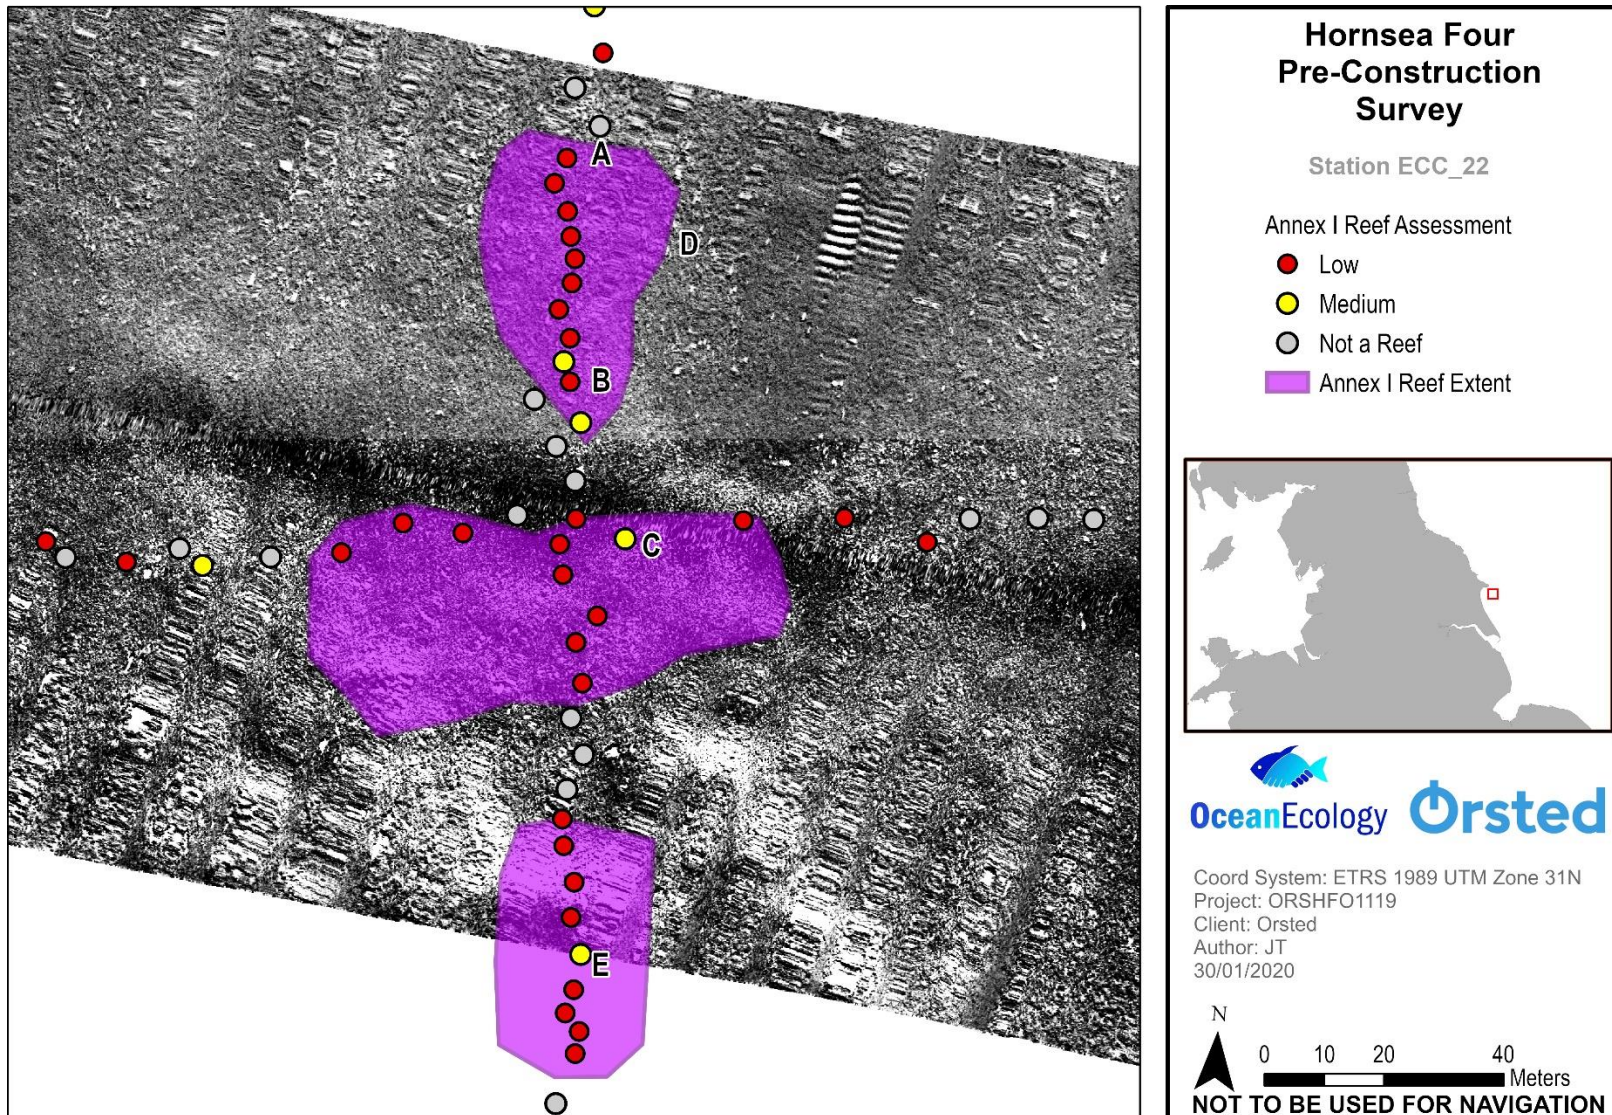 A
D
B
C
E
Hornsea Four
Pre-Construction
Survey
Station ECC_22
Annex I Reef Assessment
Low
Medium
Not a Reef
Annex I Reef Extent
OceanEcology
Orsted
Coord System: ETRS 1989 UTM Zone 31N
Project: ORSHFO1119
Client: Orsted
Author: JT
30/01/2020
N
0 10 20 40
Meters
NOT TO BE USED FOR NAVIGATION